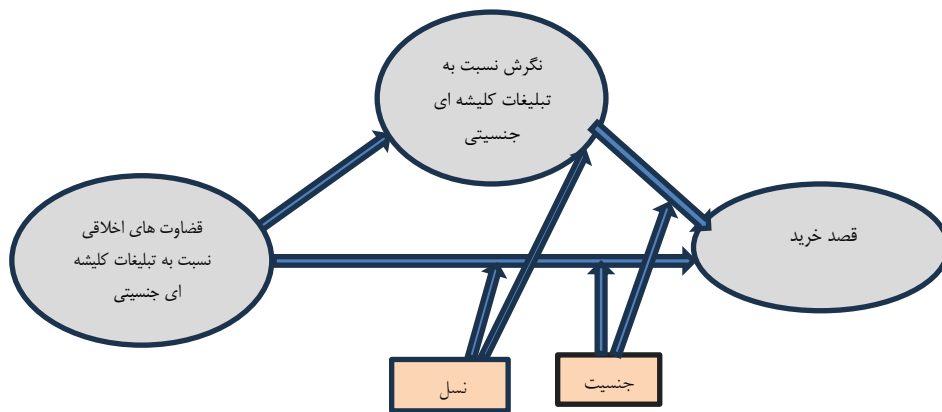 نگرش نسبت به
تبلیغات کلیشه ای
جنسیتی
قضاوت های اخلاقی
نسبت به تبلیغات کلیشه
ای جنسیتی
قصد خرید
جنسیت
نسل